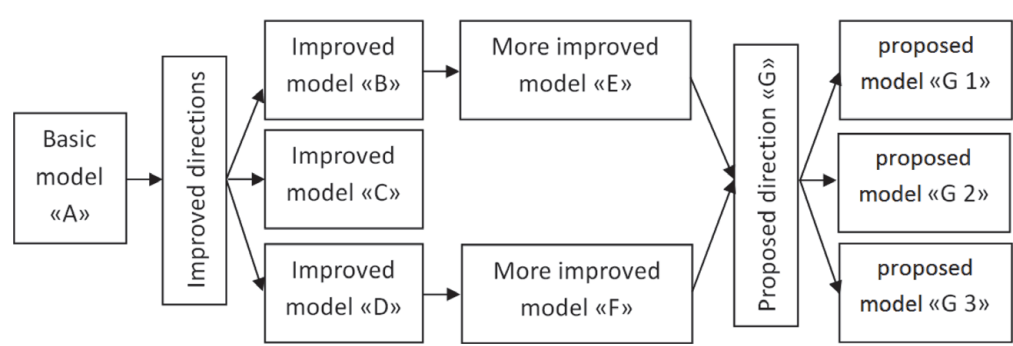 Basic
model
«A»
Improved directions
Improved
model «B»
Improved
model «C»
Improved
model «D»
More improved
model «E»
More improved
model «F»
Proposed direction «G»
proposed
model «G 1»
proposed
model «G 2»
proposed
model «G 3»